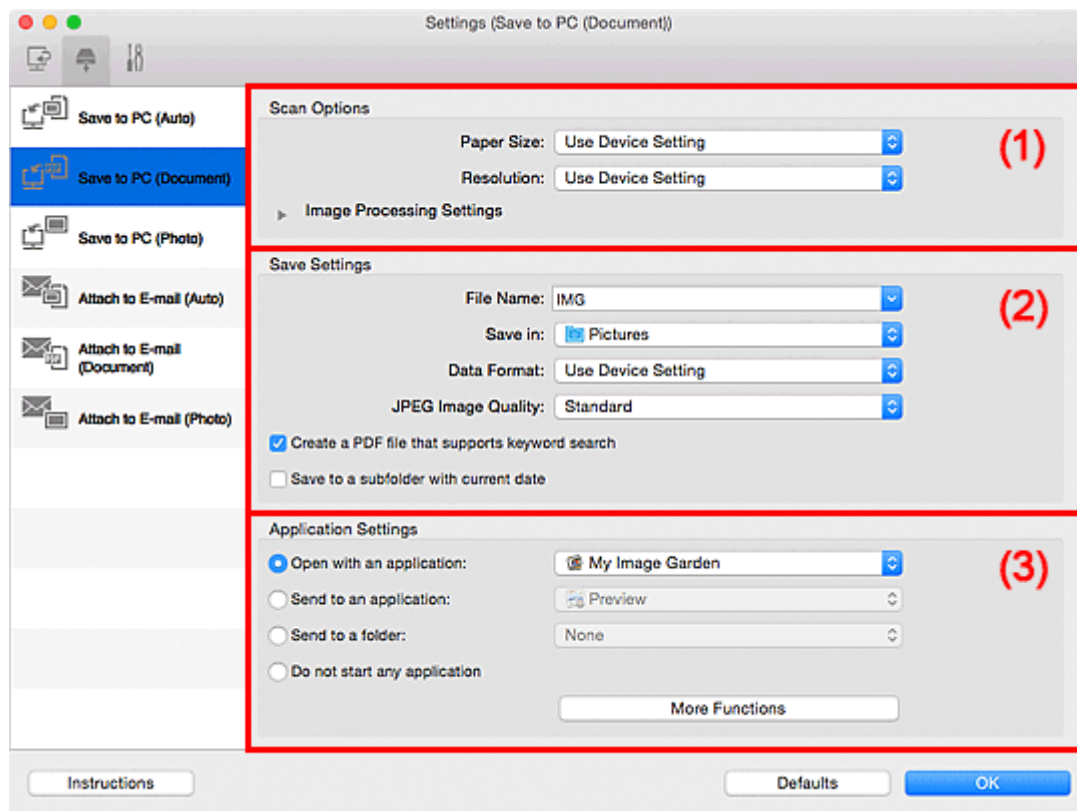 Settings (Save to PC (Document))
Save to PC (Auto)
Save to PC (Document)
Save to PC (Photo)
Attach to E-mail (Auto)
Attach to E-mail
(Document)
Attach to E-mail (Photo)
Scan Options
(1)
Paper Size: Use Device Setting
Resolution: Use Device Setting
Image Processing Settings
Save Settings
(2)
File Name: IMG
Save in: Pictures
Data Format: Use Device Setting
JPEG Image Quality: Standard
Create a PDF file that supports keyword search
Save to a subfolder with current date
Application Settings
(3)
Open with an application: My Image Garden
Send to an application: Preview
Send to a folder: None
Do not start any application
More Functions
Instructions Defaults OK